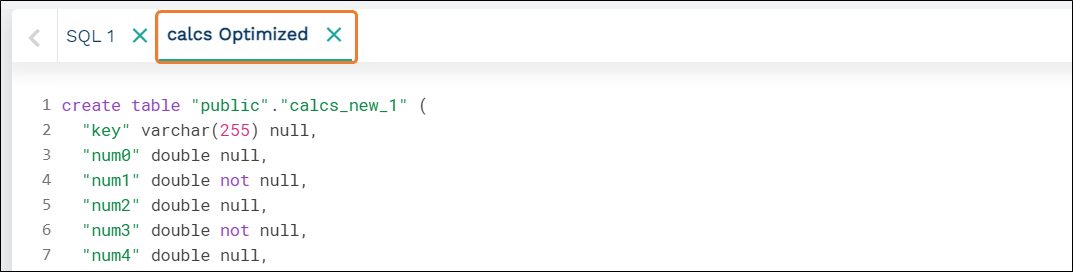 SQL 1 calcs Optimized
1 create table "public"."calcs_new_1" (
2 "key" varchar(255) null,
3 "num0" double null,
4 "num1" double not null,
5 "num2" double null,
6 "num3" double not null,
7 "num4" double null,